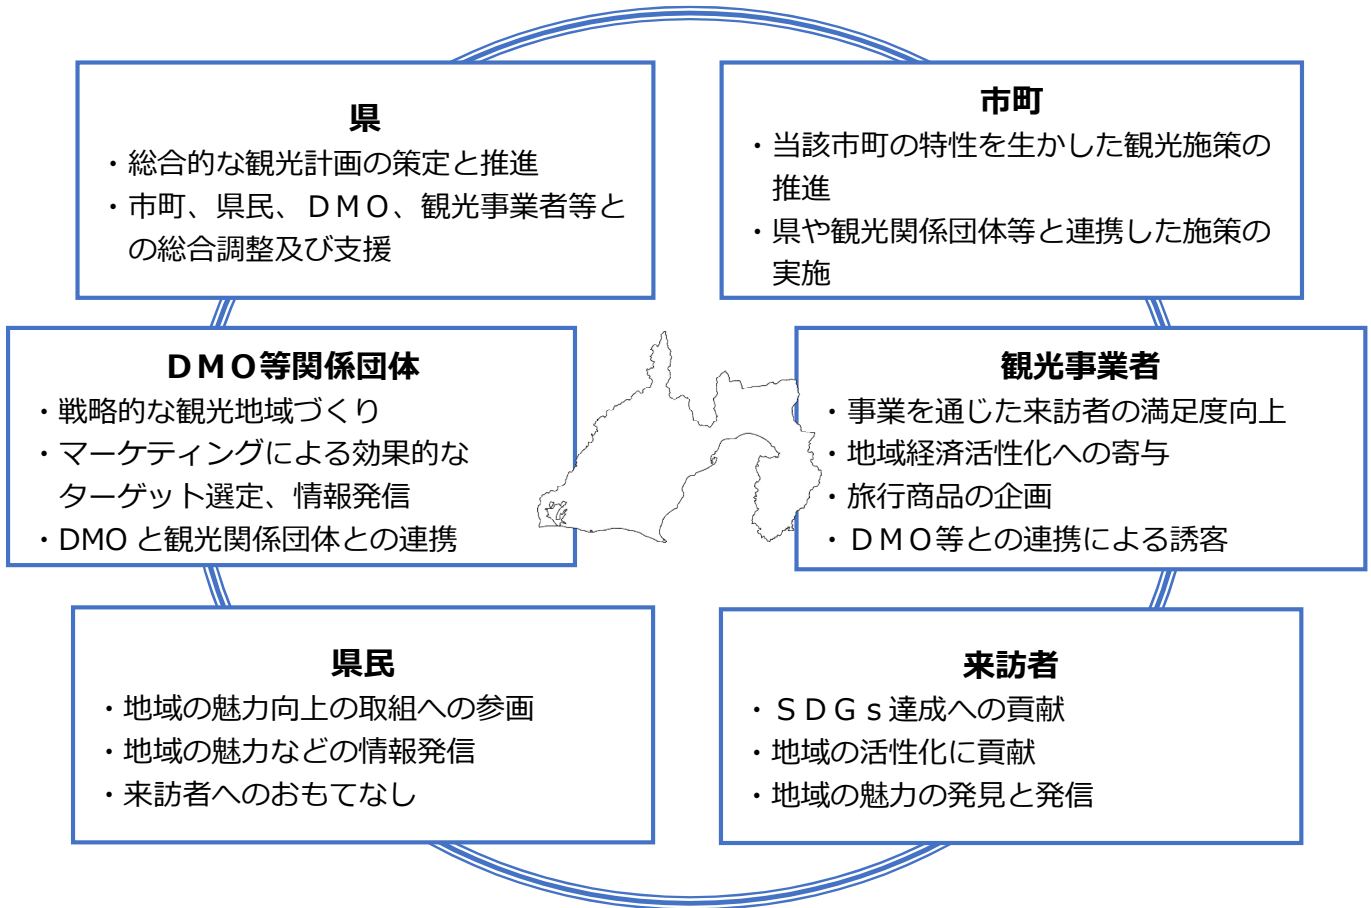 県
・総合的な観光計画の策定と推進
・市町、県民、ＤＭＯ、観光事業者等と
の総合調整及び支援
市町
・当該市町の特性を生かした観光施策の
推進
・県や観光関係団体等と連携した施策の
実施
ＤＭＯ等関係団体
・戦略的な観光地域づくり
・マーケティングによる効果的な
ターゲット選定、情報発信
・DMO と観光関係団体との連携
観光事業者
・事業を通じた来訪者の満足度向上
・地域経済活性化への寄与
・旅行商品の企画
・ＤＭＯ等との連携による誘客
県民
・地域の魅力向上の取組への参画
・地域の魅力などの情報発信
・来訪者へのおもてなし
来訪者
・ＳＤＧｓ達成への貢献
・地域の活性化に貢献
・地域の魅力の発見と発信